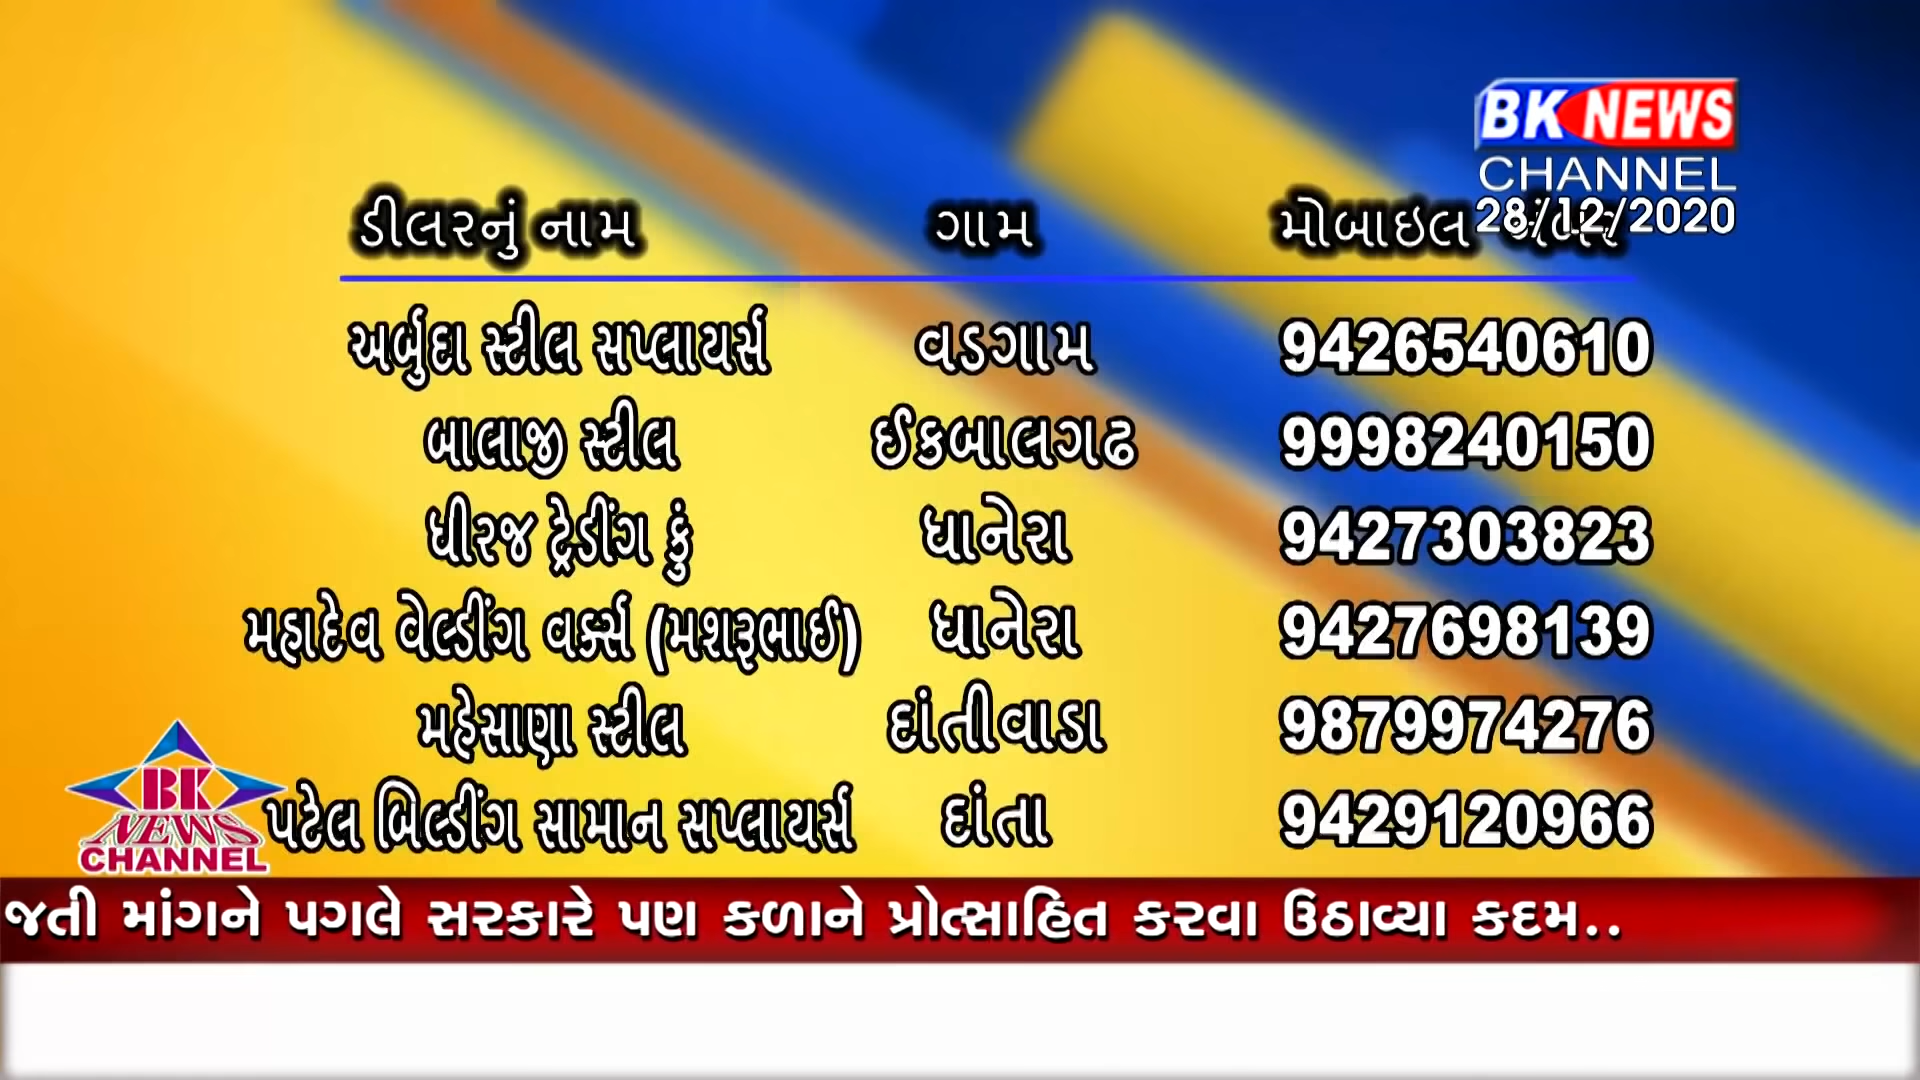 BK NEWS
CHANNEL
28/12/2020
ડીલરનું નામ ગામ મોબાઇલ
અર્બુદા સ્ટીલ સપ્લાયર્સ વડગામ 9426540610
બાલાજી સ્ટીલ ઈકબાલગઢ 9998240150
ધીરજ ટ્રેડીંગ કું ધાનેરા 9427303823
મહાદેવ વેલ્ડીંગ વર્ક્સ (મશરૂભાઈ) ધાનેરા 9427698139
મહેસાણા સ્ટીલ દાંતીવાડા 9879974276
પટેલ બિલ્ડીંગ સામાન સપ્લાયર્સ દાંતા 9429120966
BK
NEWS
CHANNEL
જતી માંગને પગલે સરકારે પણ કળાને પ્રોત્સાહિત કરવા ઉઠાવ્યા કદમ..